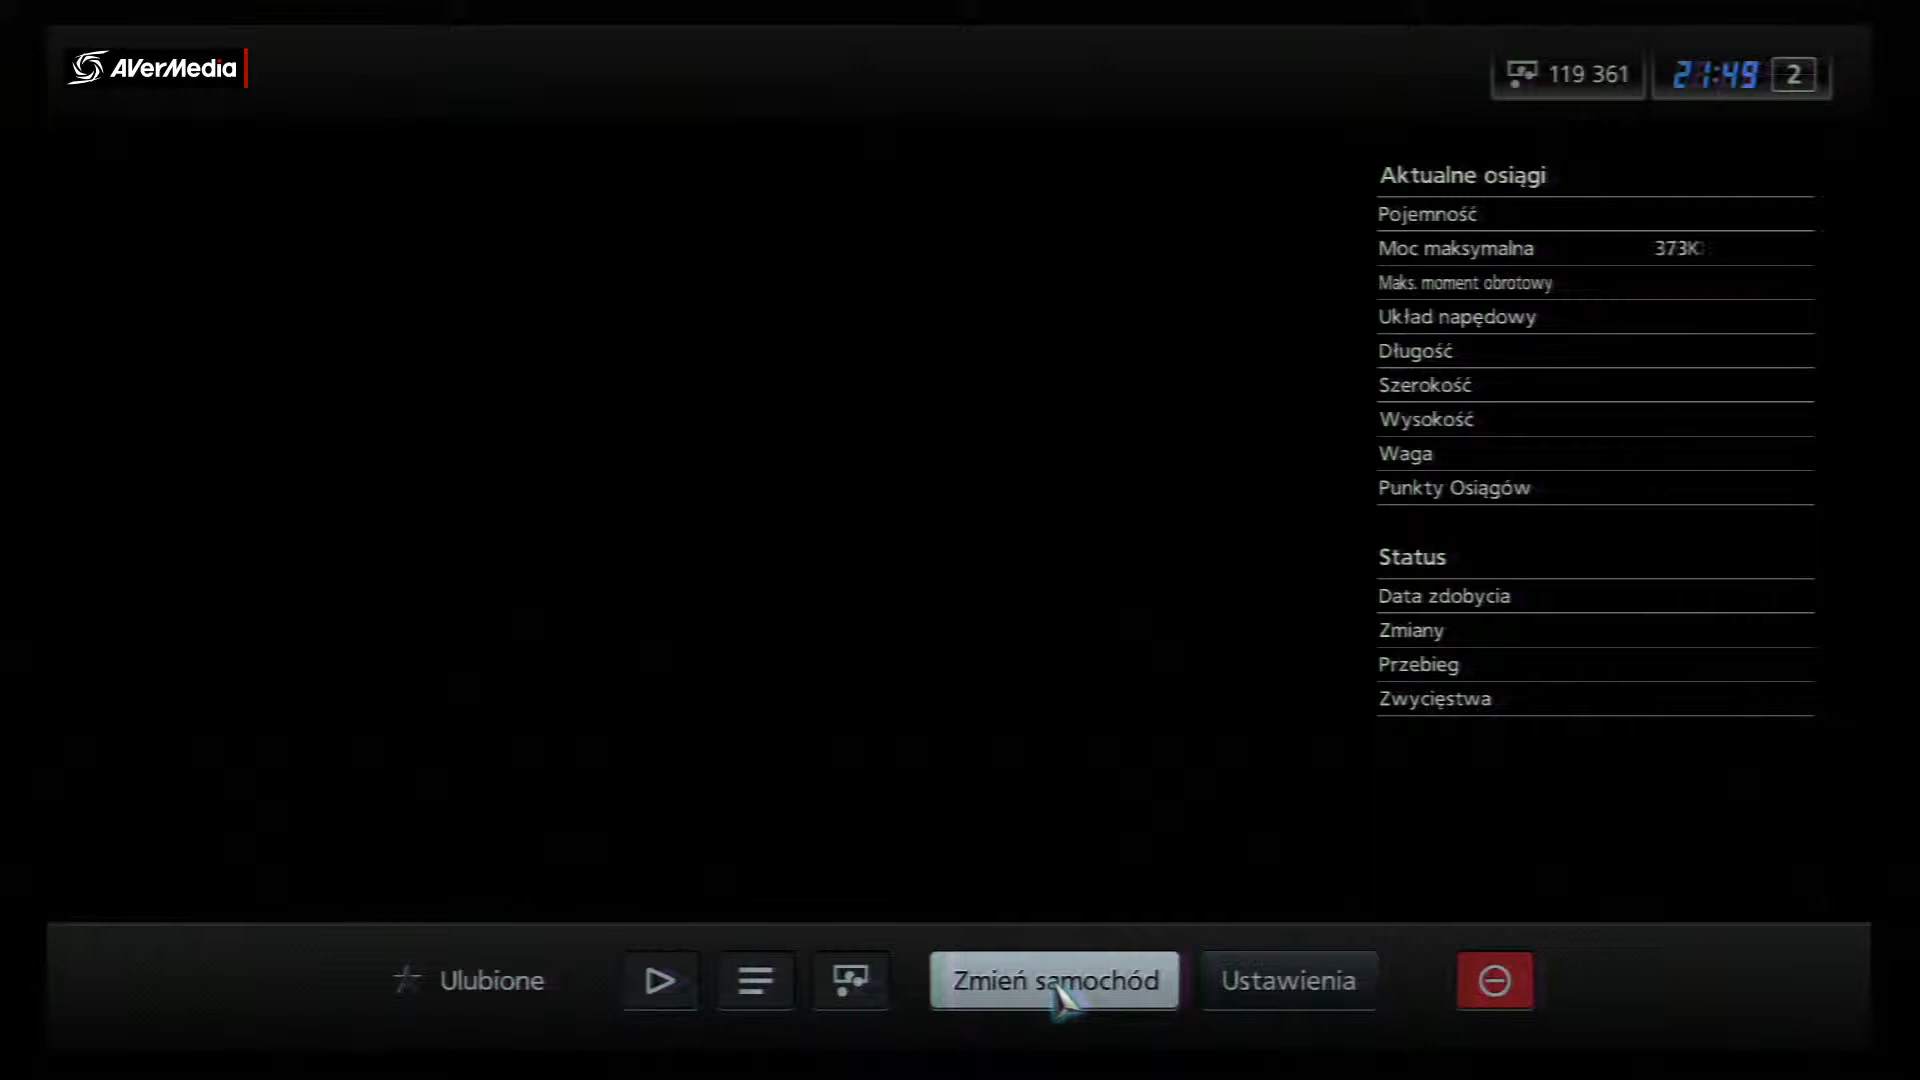 AVerMedia
119 361
21:49 2
Aktualne osiągi
Pojemność
Moc maksymalna 373K
Maks. moment obrotowy
Układ napędowy
Długość
Szerokość
Wysokość
Waga
Punkty Osiągów
Status
Data zdobycia
Zmiany
Przebieg
Zwycięstwa
Ulubione
Zmień samochód
Ustawienia